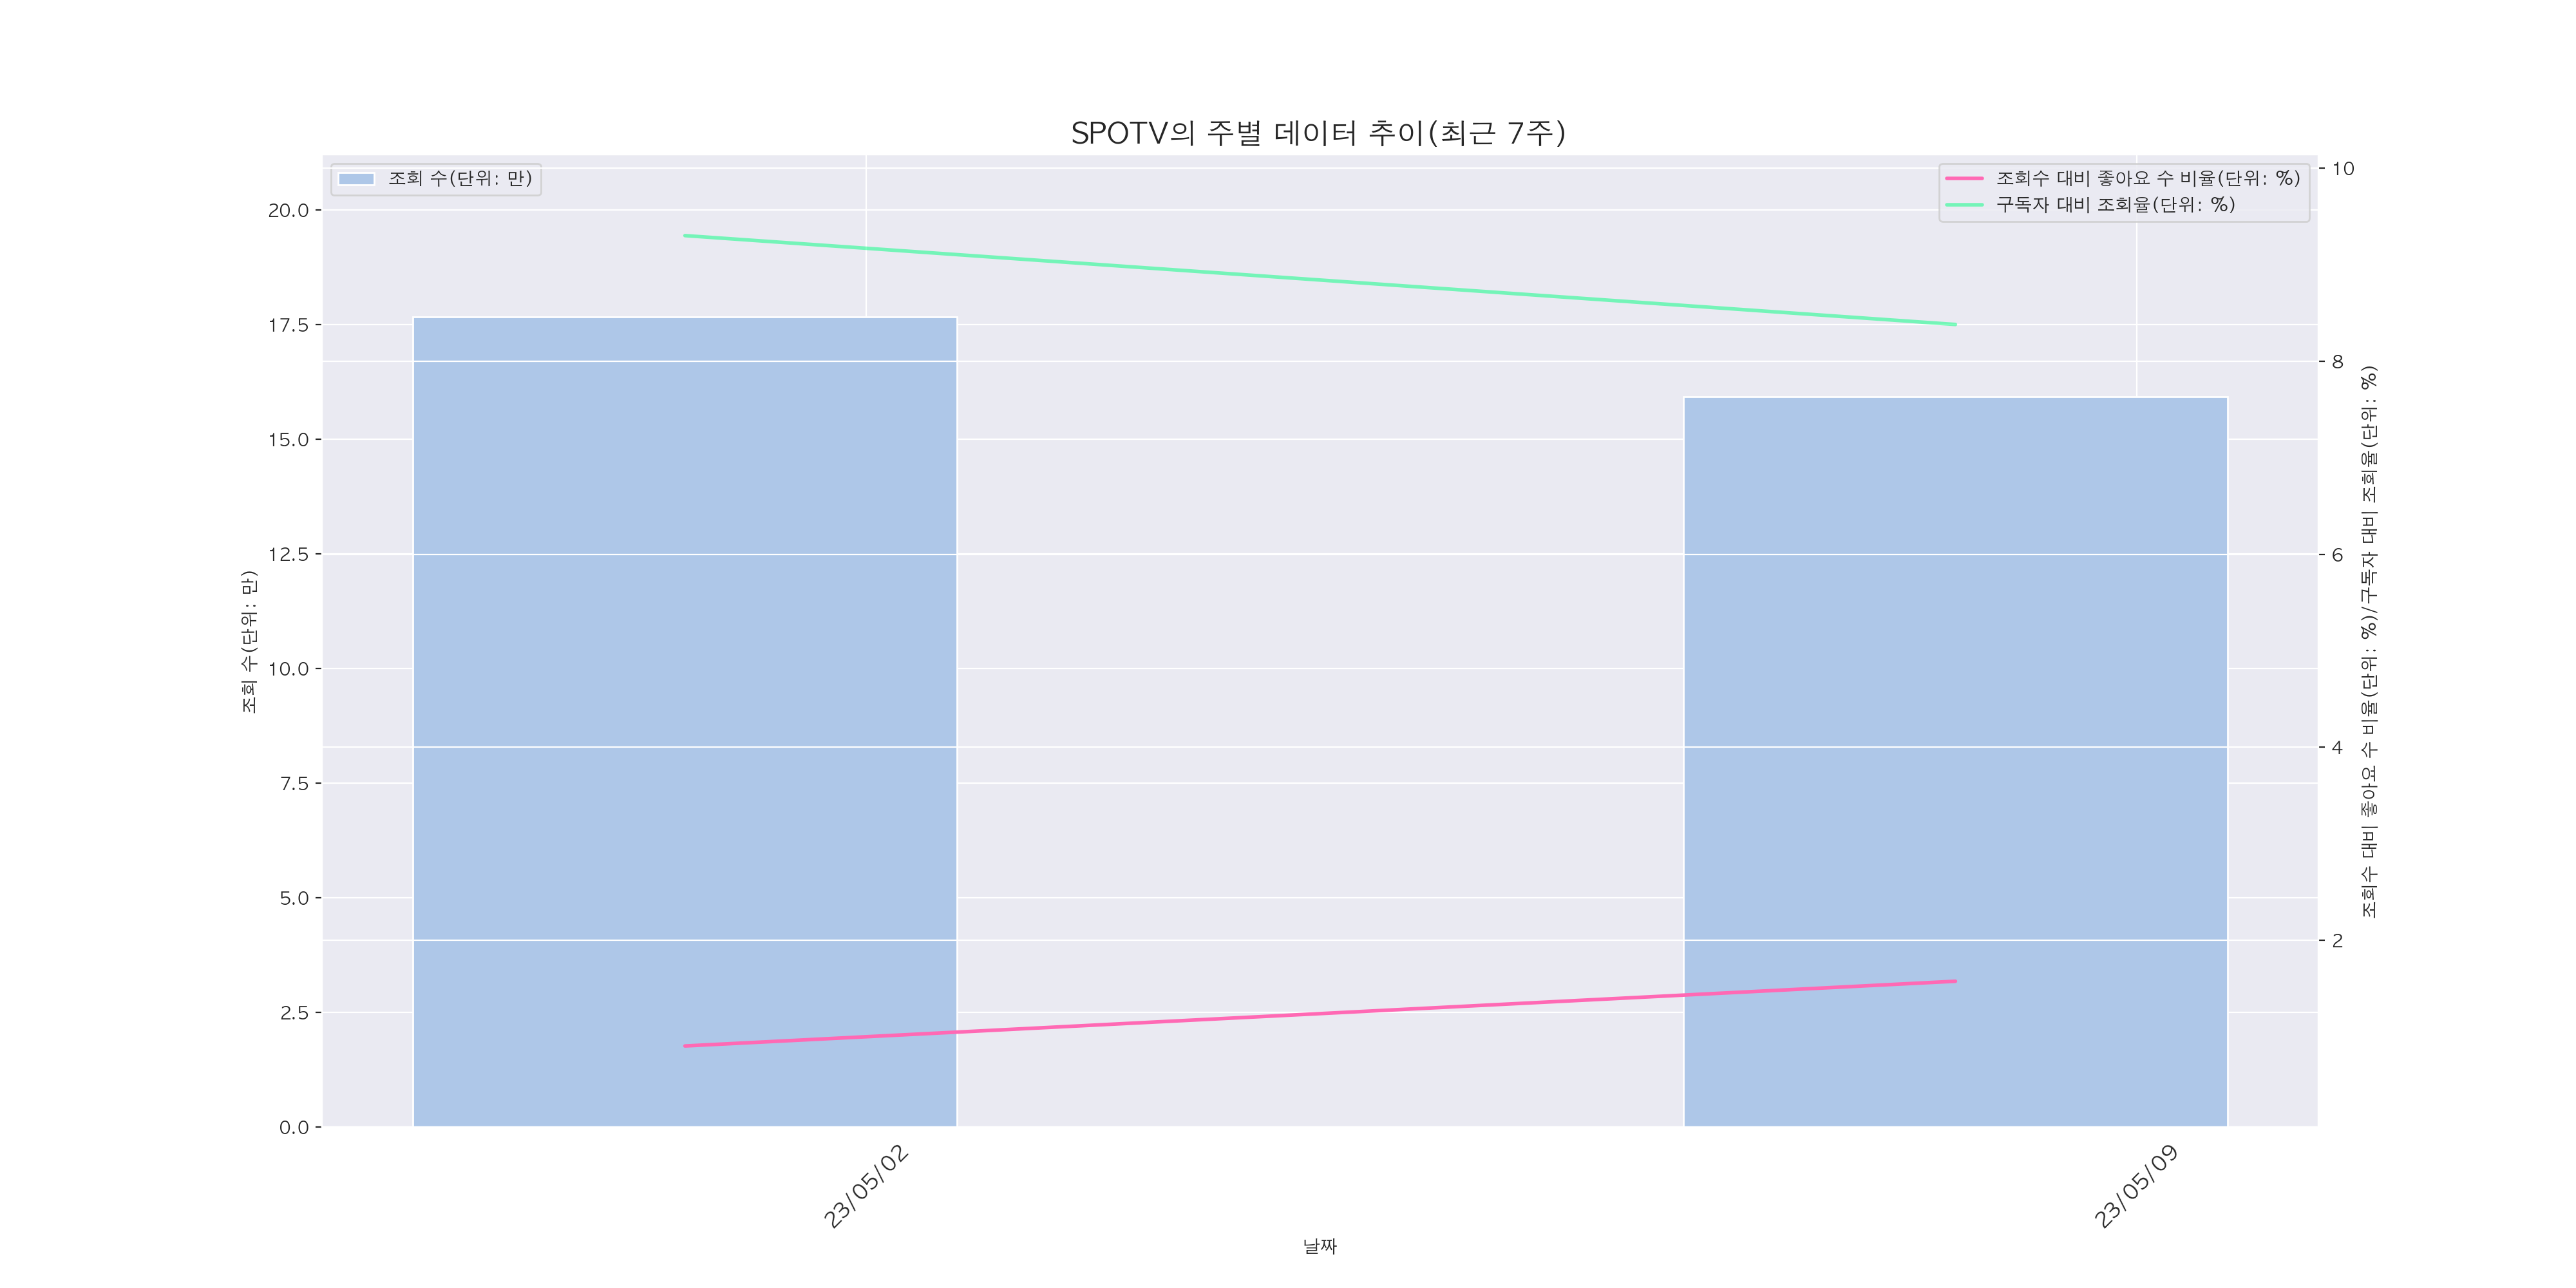 SPOTV의 주별 데이터 추이(최근 7주)
조회 수(단위: 만)
조회수 대비 좋아요 수 비율(단위: %)
구독자 대비 조회율(단위: %)
20.0
17.5
15.0
12.5
10.0
7.5
5.0
2.5
0.0
조회 수(단위: 만)
10
8
6
4
2
조회수 대비 좋아요 수 비율(단위: %)/구독자 대비 조회율(단위: %)
23/05/02
23/05/09
날짜